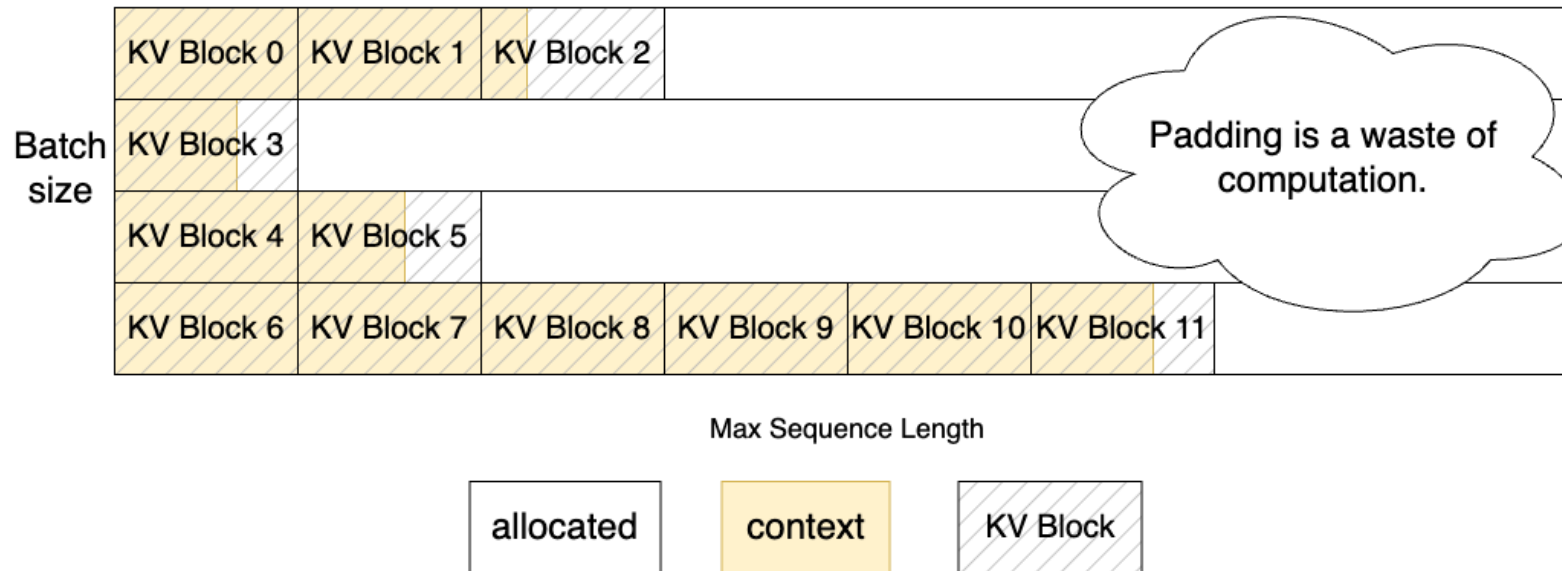 KV Block 0 KV Block 1 KV Block 2
Batch
size
KV Block 3
Padding is a waste of
computation.
KV Block 4 KV Block 5
KV Block 6 KV Block 7 KV Block 8 KV Block 9 KV Block 10 KV Block 11
Max Sequence Length
allocated context KV Block